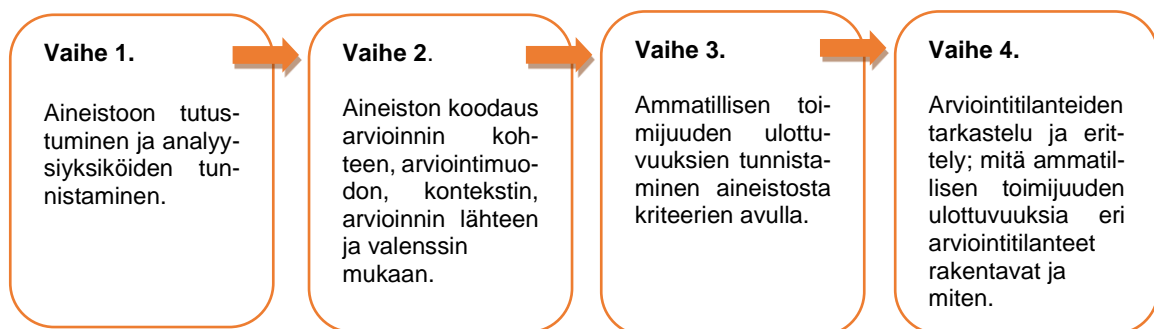 Vaihe 1.
Aineistoon tutus-
tuminen ja analyy-
siyksiköiden tun-
nistaminen.
Vaihe 2.
Aineiston koodaus
arvioinnin koh-
teen, arviointimuo-
don, kontekstin,
arvioinnin lähteen
ja valenssin
mukaan.
Vaihe 3.
Ammatillisen toi-
mijuuden ulottu-
vuuksien tunnista-
minen aineistosta
kriteerien avulla.
Vaihe 4.
Arviointitilanteiden
tarkastelu ja erit-
tely; mitä ammatil-
lisen toimijuuden
ulottuvuuksia eri
arviointitilanteet
rakentavat ja
miten.